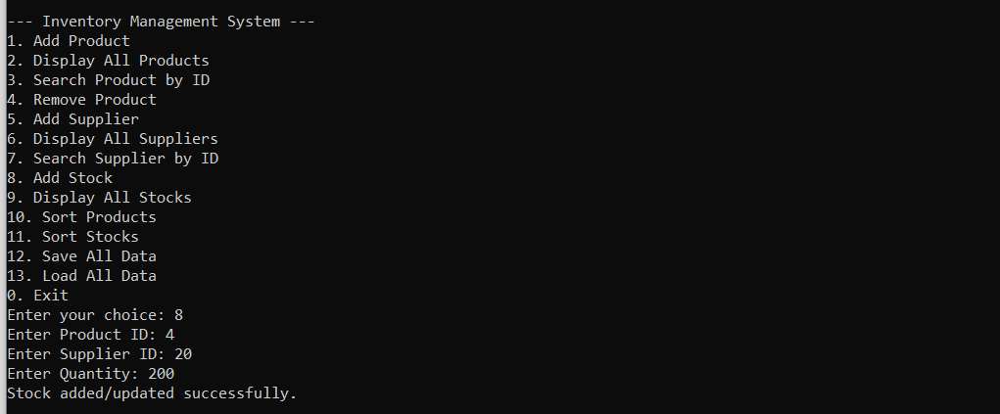 --- Inventory Management System ---
1. Add Product
2. Display All Products
3. Search Product by ID
4. Remove Product
5. Add Supplier
6. Display All Suppliers
7. Search Supplier by ID
8. Add Stock
9. Display All Stocks
10. Sort Products
11. Sort Stocks
12. Save All Data
13. Load All Data
0. Exit
Enter your choice: 8
Enter Product ID: 4
Enter Supplier ID: 20
Enter Quantity: 200
Stock added/updated successfully.